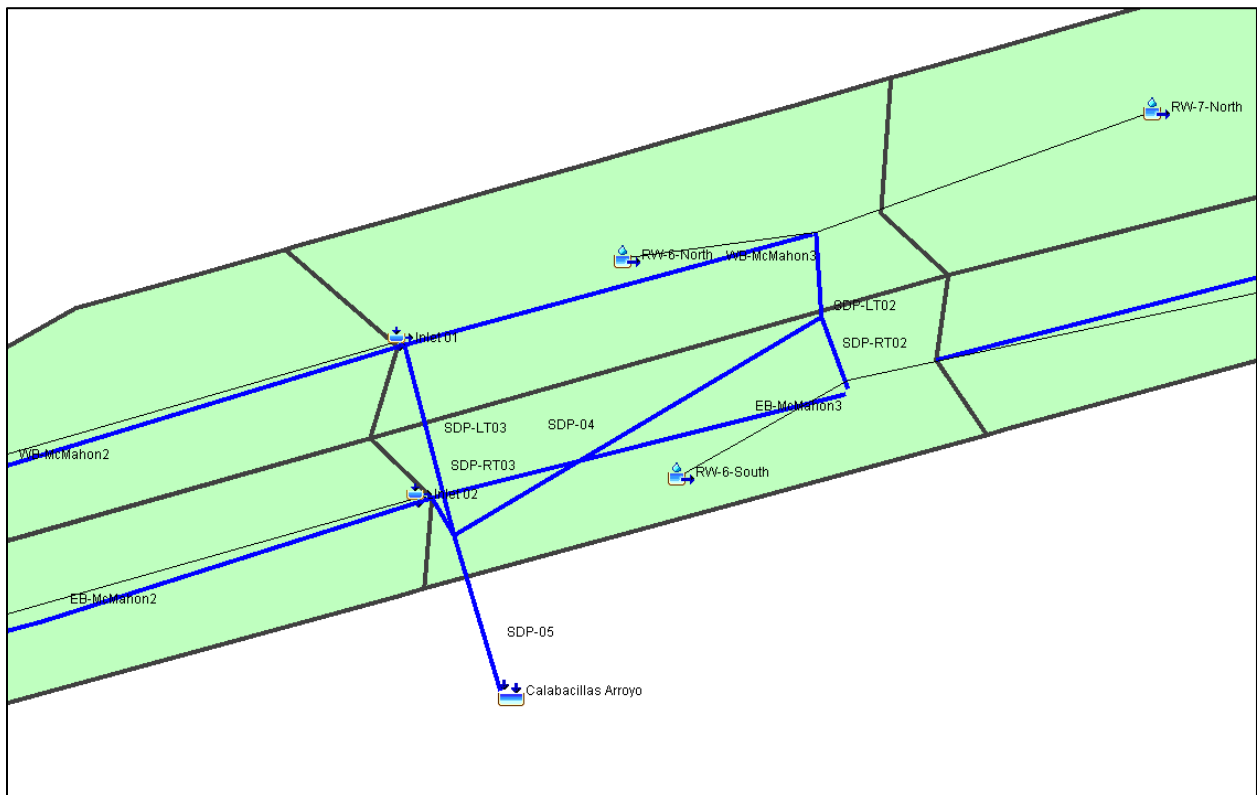 RW-7-North
RW-6-North
WB-McMahon3
SDP-LT02
Inlet 01
SDP-RT02
EB-McMahon3
SDP-LT03
SDP-04
WB-McMahon2
SDP-RT03
RW-6-South
Inlet 02
EB-McMahon2
SDP-05
Calabacillas Arroyo